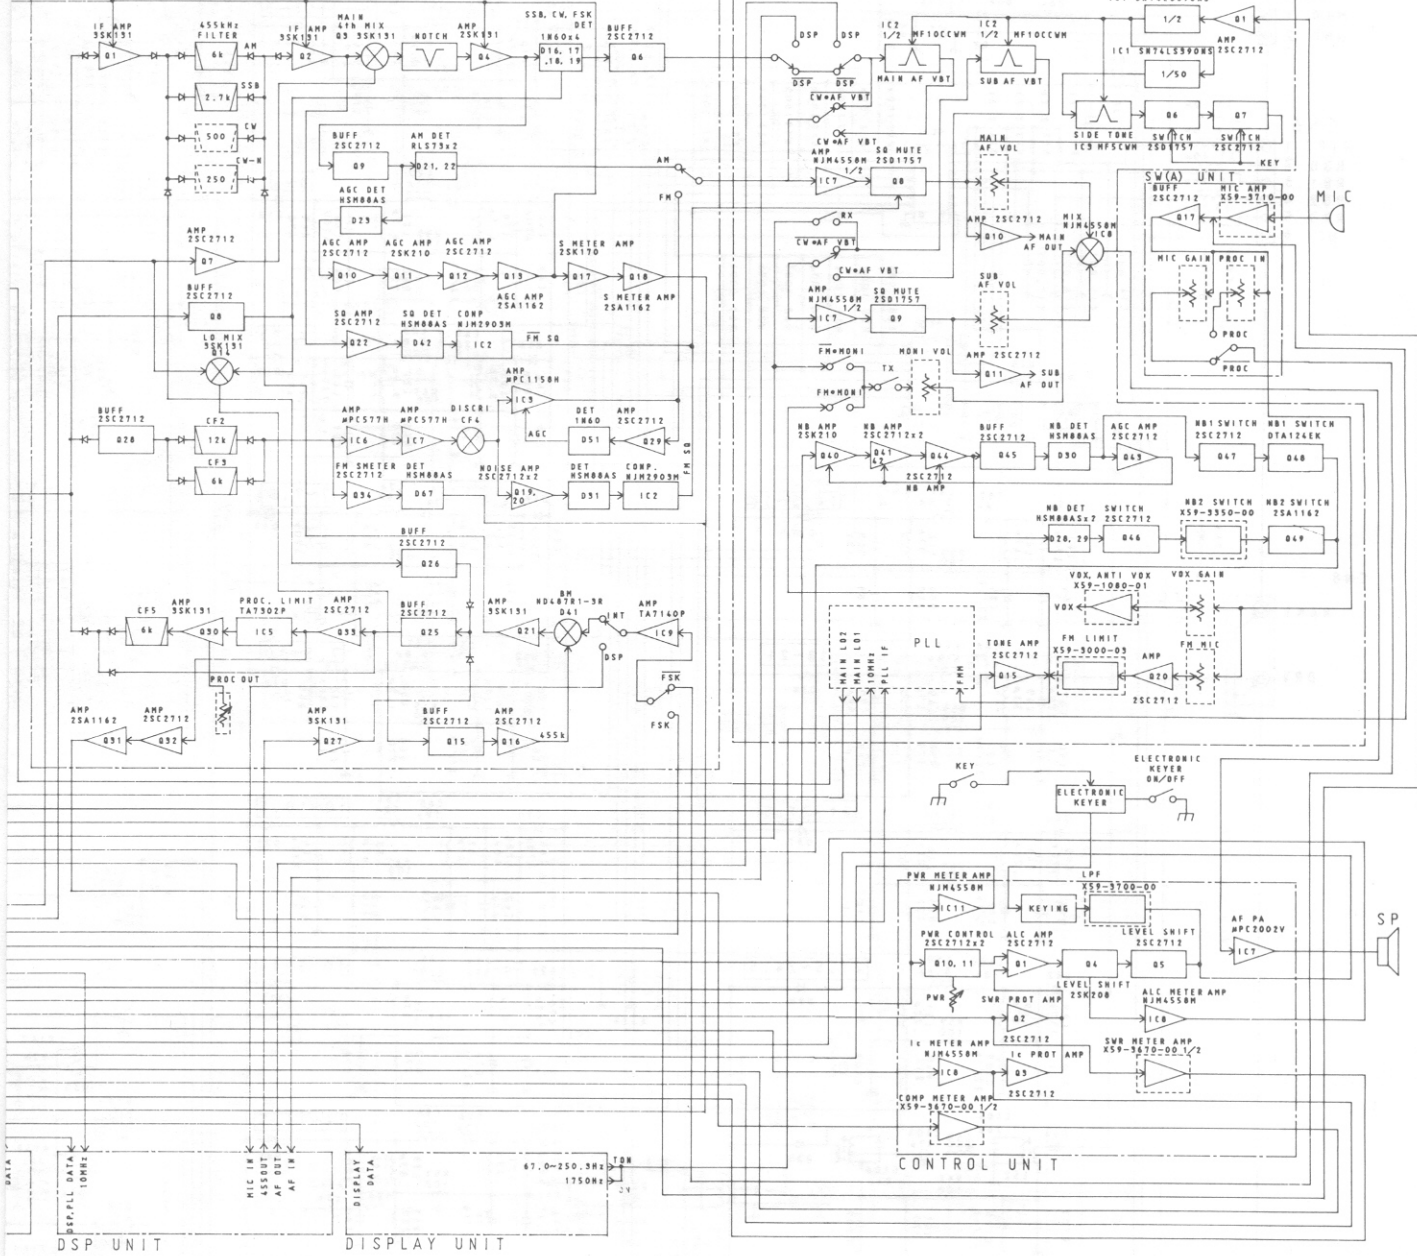 IF AMP
3SK131
Q1
455kHz
FILTER
6k
AM
2.7k
SSB
500
CW
250
CW-N
IF AMP
3SK131
Q2
MAIN
4th MIX
Q3 3SK131
NOTCH
AMP
2SK131
Q4
SSB, CW, FSK
DET
1N60x4
D16, 17
,18, 19
BUFF
2SC2712
Q6
DSP
DSP
DSP
DSP
IC2
1/2
MF10CCWM
MAIN AF VBT
IC2
1/2
MF10CCWM
SUB AF VBT
1/2
Q1
AMP
2SC2712
IC1 SN74LS390NS
1/50
SIDE TONE
IC3 MF5CWM
Q6
SWITCH
2SD1757
Q7
SWITCH
2SC2712
KEY
CW•AF VBT
CW•AF VBT
BUFF
2SC2712
Q9
AM DET
RLS73x2
D21, 22
AGC DET
HSM88AS
D23
AM
FM
AMP
NJM4558M
1/2
IC7
SQ MUTE
2SD1757
Q8
MAIN
AF VOL
AMP 2SC2712
Q10
MAIN
AF OUT
MIX
NJM4558M
IC8
SW(A) UNIT
BUFF
2SC2712
Q17
MIC AMP
X59-3710-00
MIC
MIC GAIN
PROC IN
PROC
PROC
RX
CW•AF VBT
CW•AF VBT
AMP
2SC2712
Q7
AGC AMP
2SC2712
Q10
AGC AMP
2SK210
Q11
AGC AMP
2SC2712
Q12
Q13
AGC AMP
2SA1162
S METER AMP
2SK170
Q17
Q18
S METER AMP
2SA1162
BUFF
2SC2712
Q8
LO MIX
3SK131
Q14
SQ AMP
2SC2712
Q22
SQ DET
HSM88AS
D42
COMP
NJM2903M
IC2
FM SQ
AMP
NJM4558M
1/2
IC7
SQ MUTE
2SD1757
Q9
SUB
AF VOL
AMP 2SC2712
Q11
SUB
AF OUT
FM•MONI
FM•MONI
TX
MONI VOL
BUFF
2SC2712
Q28
CF2
12k
CF3
6k
AMP
µPC577H
IC6
AMP
µPC577H
IC7
DISCRI
CF4
AMP
µPC1158H
IC3
AGC
DET
1N60
D51
AMP
2SC2712
Q29
FM SQ
FM SMETER
2SC2712
Q34
DET
HSM88AS
D67
NOISE AMP
2SC2712x2
Q19,
20
DET
HSM88AS
D31
COMP.
NJM2903M
IC2
NB AMP
2SK210
Q40
NB AMP
2SC2712x2
Q41
42
Q44
2SC2712
NB AMP
BUFF
2SC2712
Q45
NB DET
HSM88AS
D30
AGC AMP
2SC2712
Q43
NB1 SWITCH
2SC2712
Q47
NB1 SWITCH
DTA124EK
Q48
NB DET
HSM88ASx2
D28, 29
SWITCH
2SC2712
Q46
NB2 SWITCH
X59-3350-00
NB2 SWITCH
2SA1162
Q49
BUFF
2SC2712
Q26
CF5
6k
AMP
3SK131
Q30
PROC. LIMIT
TA7302P
IC5
AMP
2SC2712
Q33
BUFF
2SC2712
Q25
AMP
3SK131
Q21
BM
ND487R1-3R
D41
INT
DSP
AMP
TA7140P
IC9
FSK
FSK
PROC OUT
AMP
2SA1162
Q31
AMP
2SC2712
Q32
AMP
3SK131
Q27
BUFF
2SC2712
Q15
AMP
2SC2712
Q16
455k
PLL
MAIN LO2
MAIN LO1
10MHz
PLL IF
FMM
TONE AMP
2SC2712
Q15
VOX, ANTI VOX
X59-1080-01
VOX
VOX GAIN
FM LIMIT
X59-3000-03
AMP
Q20
2SC2712
FM MIC
KEY
ELECTRONIC
KEYER
ELECTRONIC
KEYER
ON/OFF
PWR METER AMP
NJM4558M
IC11
KEYING
LPF
X59-3700-00
PWR CONTROL
2SC2712x2
Q10, 11
PWR
ALC AMP
2SC2712
Q1
Q4
LEVEL SHIFT
2SK208
LEVEL SHIFT
2SC2712
Q5
AF PA
µPC2002V
IC7
SP
SWR PROT AMP
Q2
2SC2712
ALC METER AMP
NJM4558M
IC8
Ic METER AMP
NJM4558M
IC8
Ic PROT AMP
Q3
2SC2712
SWR METER AMP
X59-3670-00 1/2
COMP METER AMP
X59-3670-00 1/2
CONTROL UNIT
DATA
DSP.PLL DATA
10MHz
MIC IN
455OUT
AF OUT
AF IN
DSP UNIT
DISPLAY
DATA
67.0~250.3Hz
1750Hz
DISPLAY UNIT